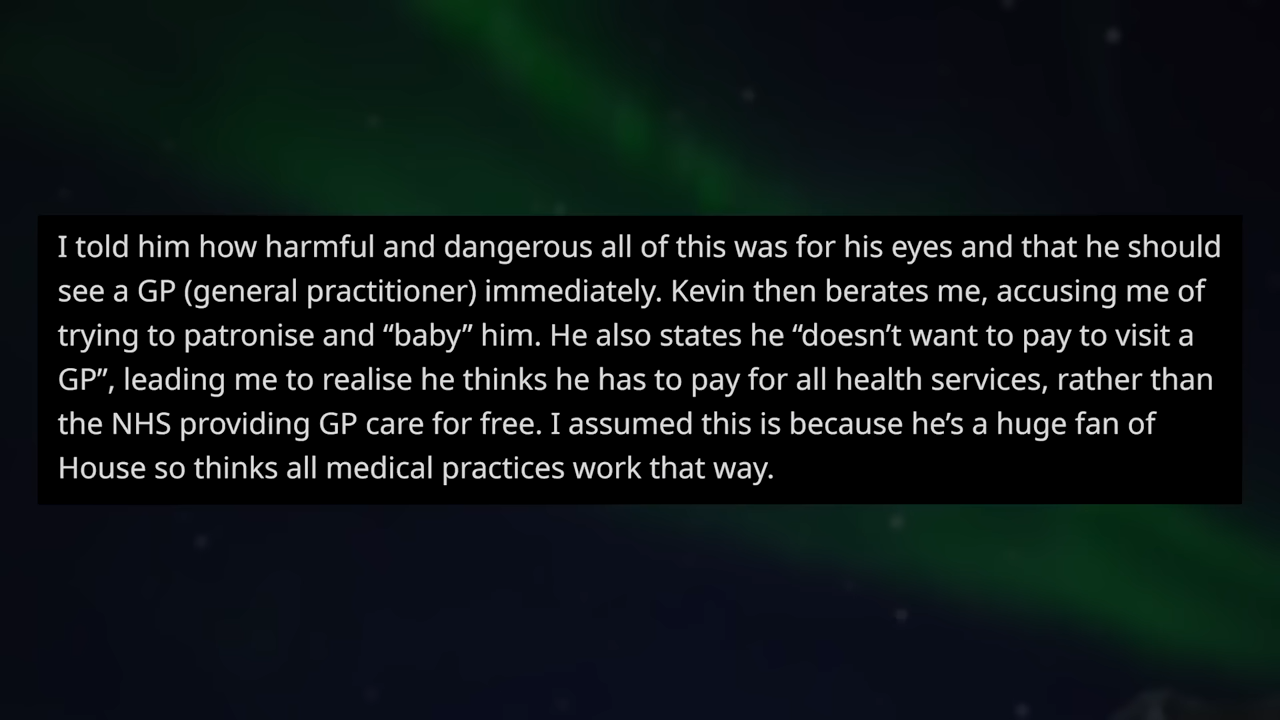 I told him how harmful and dangerous all of this was for his eyes and that he should
see a GP (general practitioner) immediately. Kevin then berates me, accusing me of
trying to patronise and “baby” him. He also states he “doesn’t want to pay to visit a
GP”, leading me to realise he thinks he has to pay for all health services, rather than
the NHS providing GP care for free. I assumed this is because he’s a huge fan of
House so thinks all medical practices work that way.